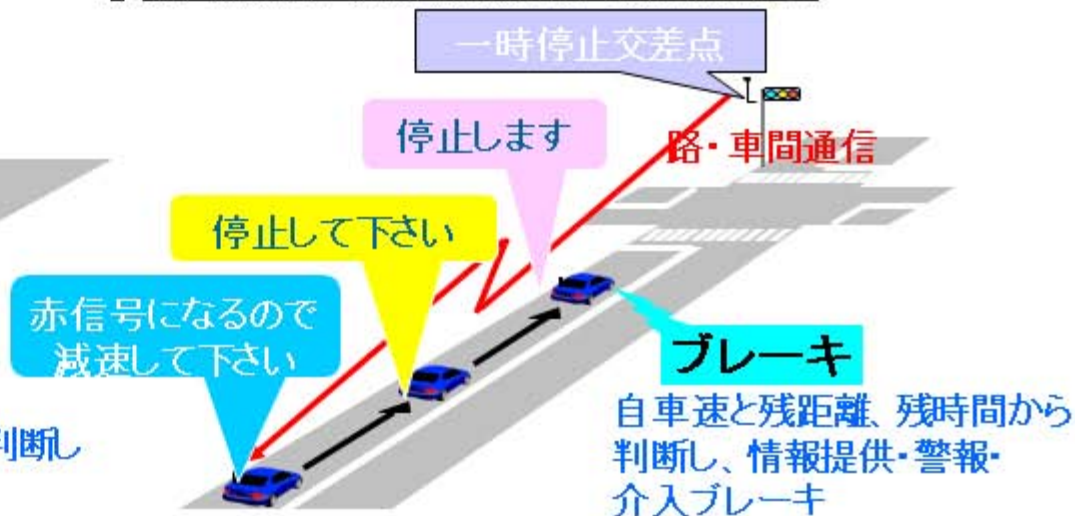 一時停止交差点
停止します
路・車間通信
停止して下さい
赤信号になるので
減速して下さい
ブレーキ
自車速と残距離、残時間から
判断し、情報提供・警報・
介入ブレーキ
判断し